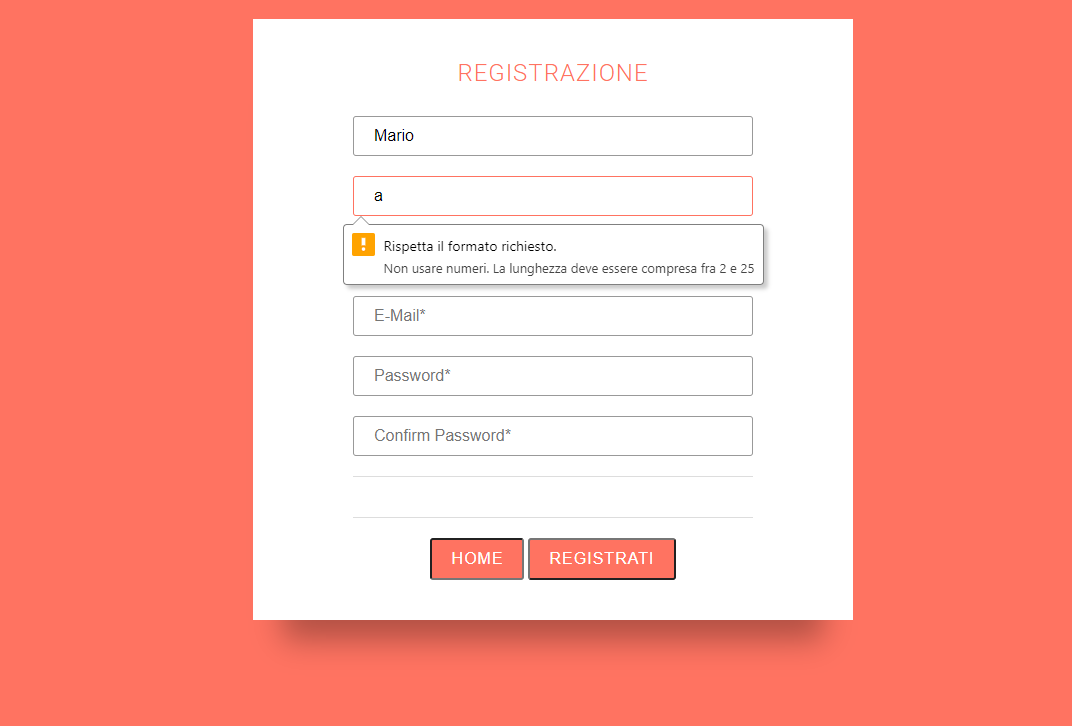 REGISTRAZIONE
Mario
a
Rispetta il formato richiesto.
Non usare numeri. La lunghezza deve essere compresa fra 2 e 25
E-Mail*
Password*
Confirm Password*
HOME REGISTRATI